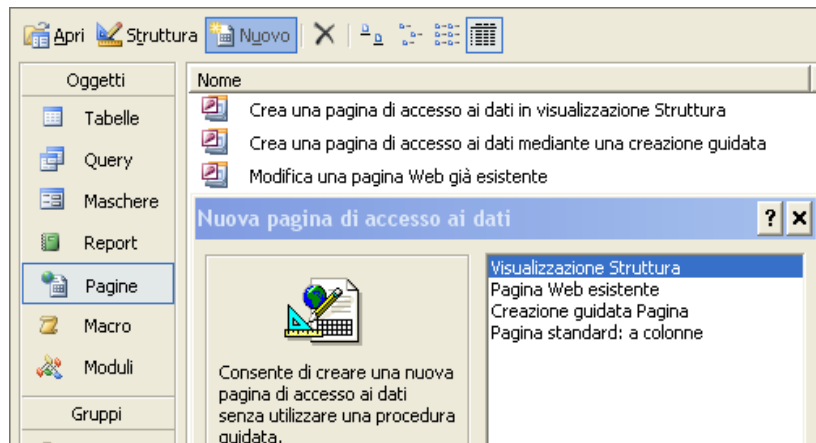 Apri Struttura Nuovo
Oggetti
Nome
Tabelle
Crea una pagina di accesso ai dati in visualizzazione Struttura
Query
Crea una pagina di accesso ai dati mediante una creazione guidata
Modifica una pagina Web già esistente
Maschere
Nuova pagina di accesso ai dati
Report
Pagine
Macro
Moduli
Gruppi
Visualizzazione Struttura
Pagina Web esistente
Creazione guidata Pagina
Pagina standard: a colonne
Consente di creare una nuova
pagina di accesso ai dati
senza utilizzare una procedura
guidata.